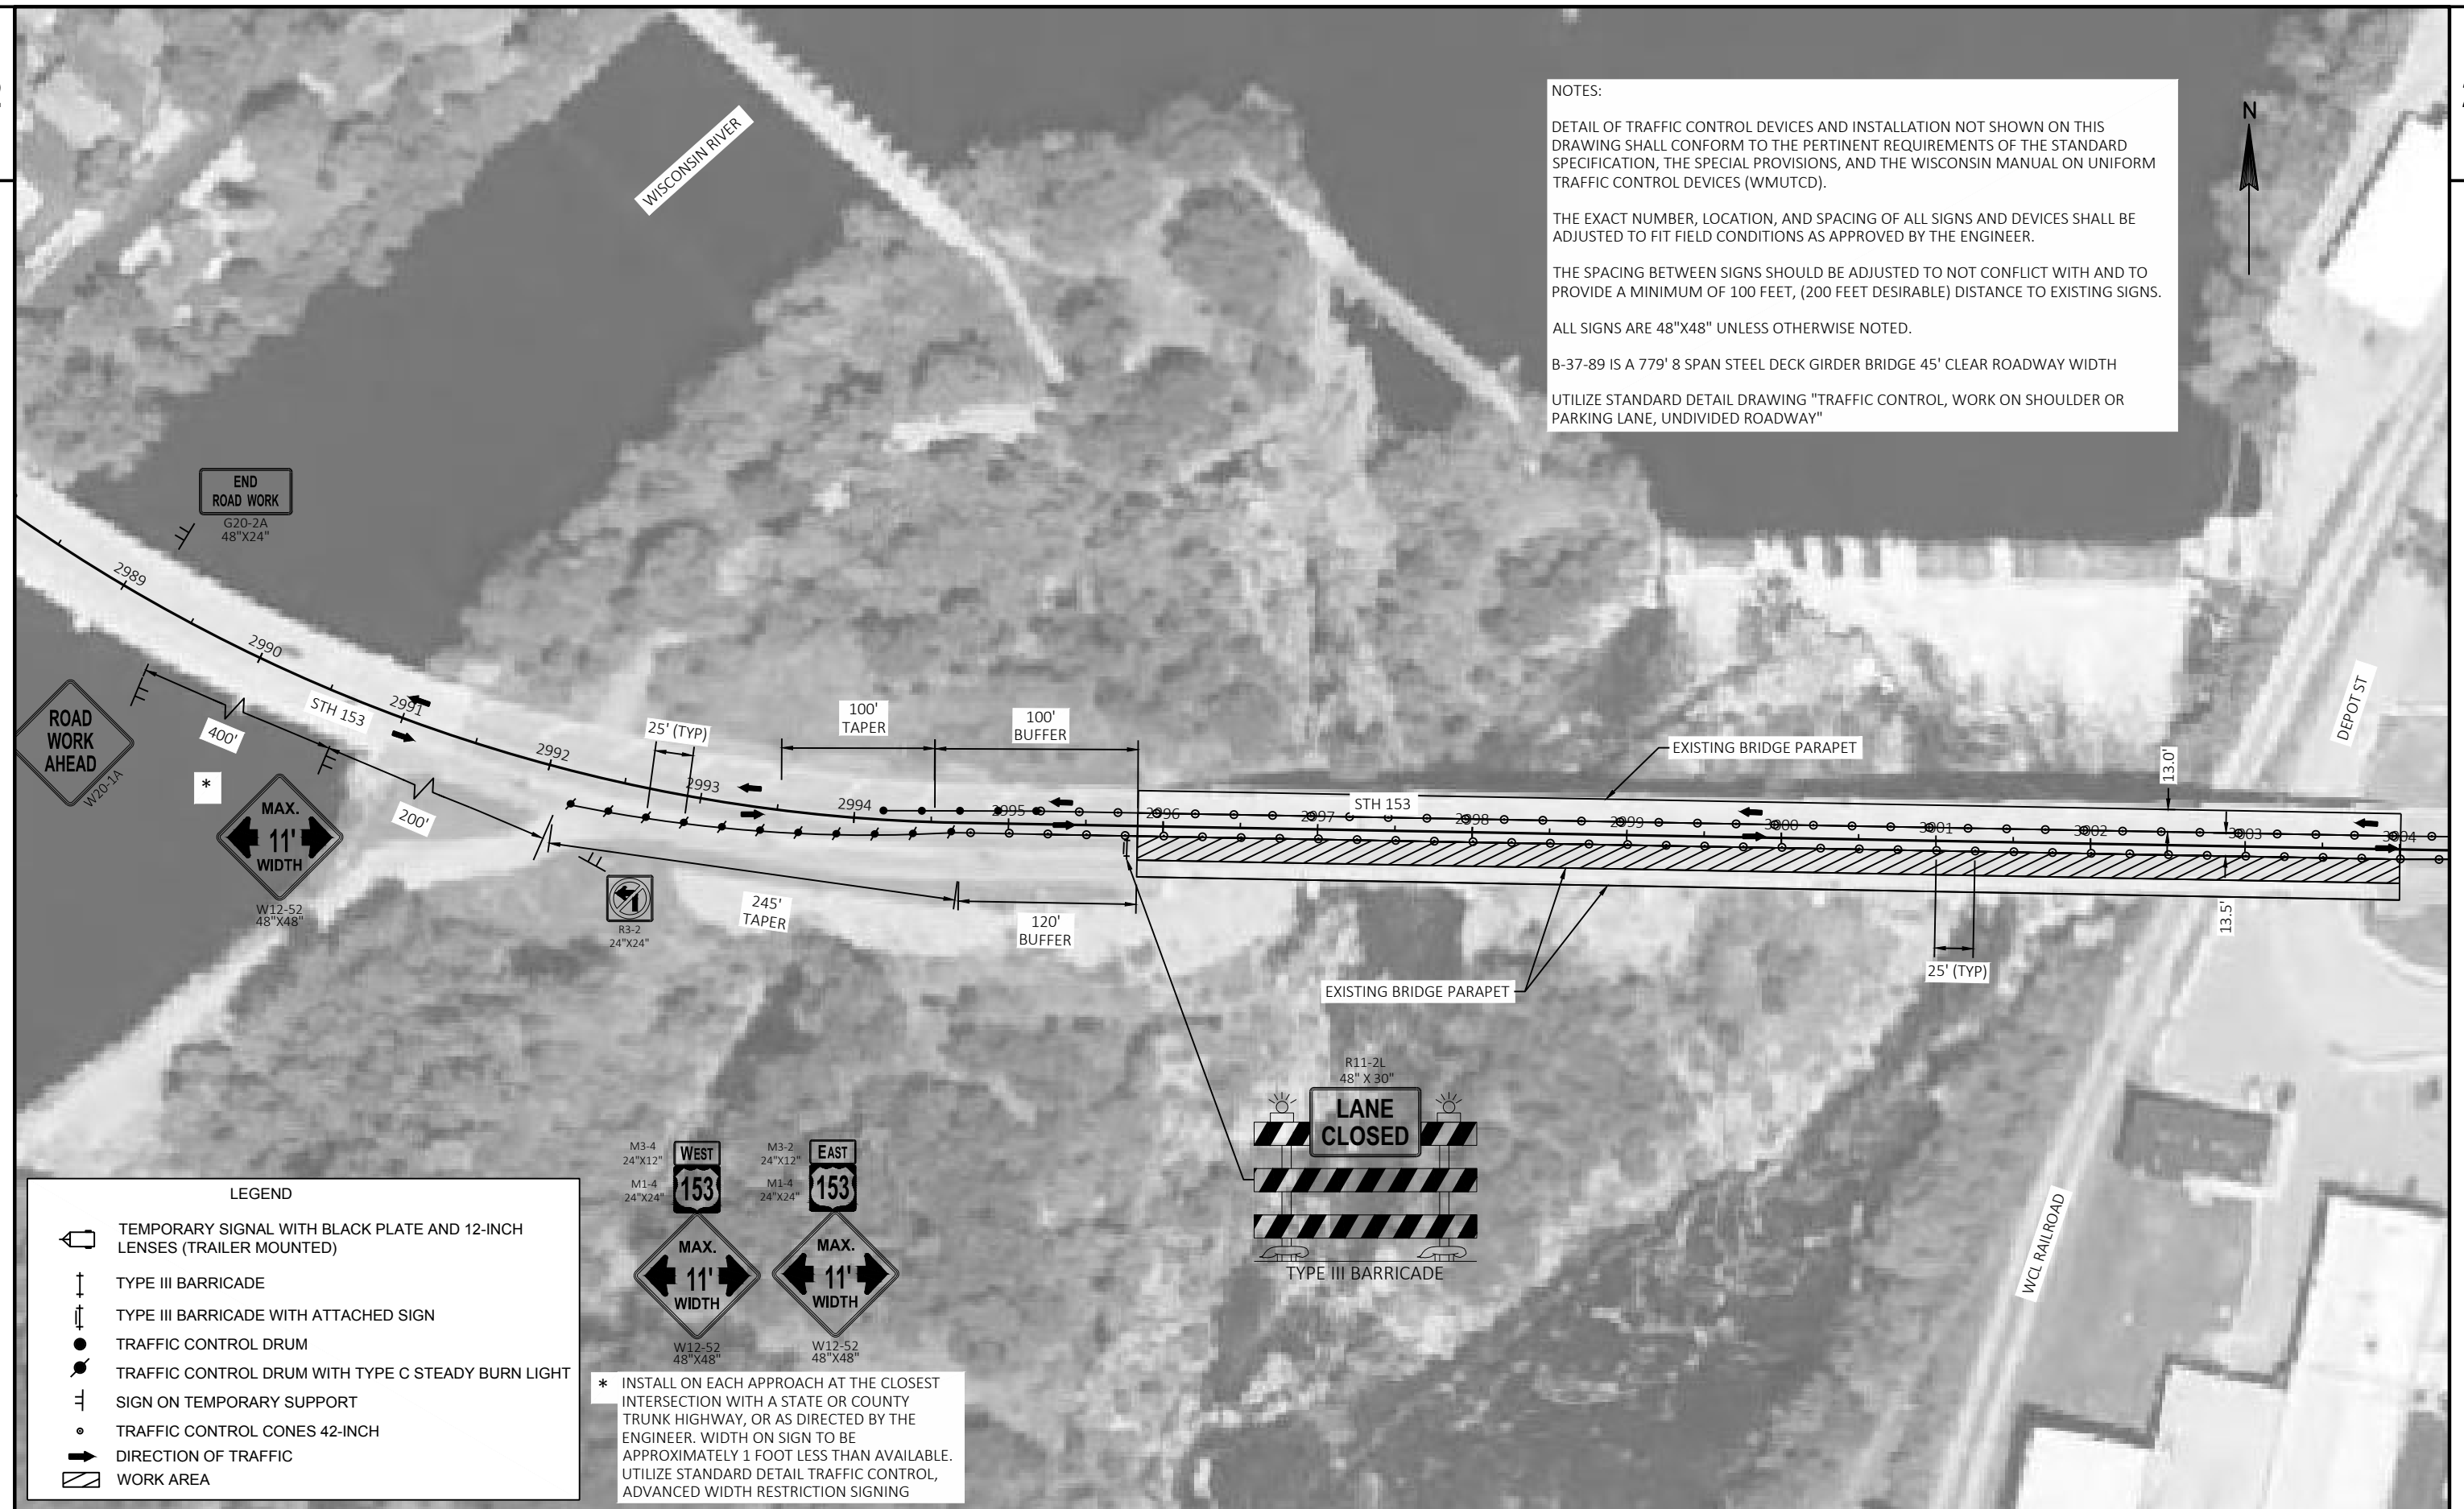 NOTES:
DETAIL OF TRAFFIC CONTROL DEVICES AND INSTALLATION NOT SHOWN ON THIS
DRAWING SHALL CONFORM TO THE PERTINENT REQUIREMENTS OF THE STANDARD
SPECIFICATION, THE SPECIAL PROVISIONS, AND THE WISCONSIN MANUAL ON UNIFORM
TRAFFIC CONTROL DEVICES (WMUTCD).
THE EXACT NUMBER, LOCATION, AND SPACING OF ALL SIGNS AND DEVICES SHALL BE
ADJUSTED TO FIT FIELD CONDITIONS AS APPROVED BY THE ENGINEER.
THE SPACING BETWEEN SIGNS SHOULD BE ADJUSTED TO NOT CONFLICT WITH AND TO
PROVIDE A MINIMUM OF 100 FEET, (200 FEET DESIRABLE) DISTANCE TO EXISTING SIGNS.
ALL SIGNS ARE 48"X48" UNLESS OTHERWISE NOTED.
B-37-89 IS A 779' 8 SPAN STEEL DECK GIRDER BRIDGE 45' CLEAR ROADWAY WIDTH
UTILIZE STANDARD DETAIL DRAWING "TRAFFIC CONTROL, WORK ON SHOULDER OR
PARKING LANE, UNDIVIDED ROADWAY"
N
WISCONSIN RIVER
END
ROAD WORK
G20-2A
48"X24"
2989
2990
2991
2992
2993
2994
2995
2996
2997
2998
2999
3000
3001
3002
3003
3004
STH 153
STH 153
ROAD
WORK
AHEAD
W20-1A
400'
*
MAX.
11'
WIDTH
W12-52
48"X48"
200'
25' (TYP)
100'
TAPER
100'
BUFFER
R3-2
24"X24"
245'
TAPER
120'
BUFFER
EXISTING BRIDGE PARAPET
13.0'
DEPOT ST
13.5'
25' (TYP)
EXISTING BRIDGE PARAPET
WCL RAILROAD
R11-2L
48" X 30"
LANE
CLOSED
TYPE III BARRICADE
M3-4
24"X12"
WEST
M1-4
24"X24"
153
MAX.
11'
WIDTH
W12-52
48"X48"
M3-2
24"X12"
EAST
M1-4
24"X24"
153
MAX.
11'
WIDTH
W12-52
48"X48"
* INSTALL ON EACH APPROACH AT THE CLOSEST
INTERSECTION WITH A STATE OR COUNTY
TRUNK HIGHWAY, OR AS DIRECTED BY THE
ENGINEER. WIDTH ON SIGN TO BE
APPROXIMATELY 1 FOOT LESS THAN AVAILABLE.
UTILIZE STANDARD DETAIL TRAFFIC CONTROL,
ADVANCED WIDTH RESTRICTION SIGNING
LEGEND
TEMPORARY SIGNAL WITH BLACK PLATE AND 12-INCH
LENSES (TRAILER MOUNTED)
TYPE III BARRICADE
TYPE III BARRICADE WITH ATTACHED SIGN
TRAFFIC CONTROL DRUM
TRAFFIC CONTROL DRUM WITH TYPE C STEADY BURN LIGHT
SIGN ON TEMPORARY SUPPORT
TRAFFIC CONTROL CONES 42-INCH
DIRECTION OF TRAFFIC
WORK AREA